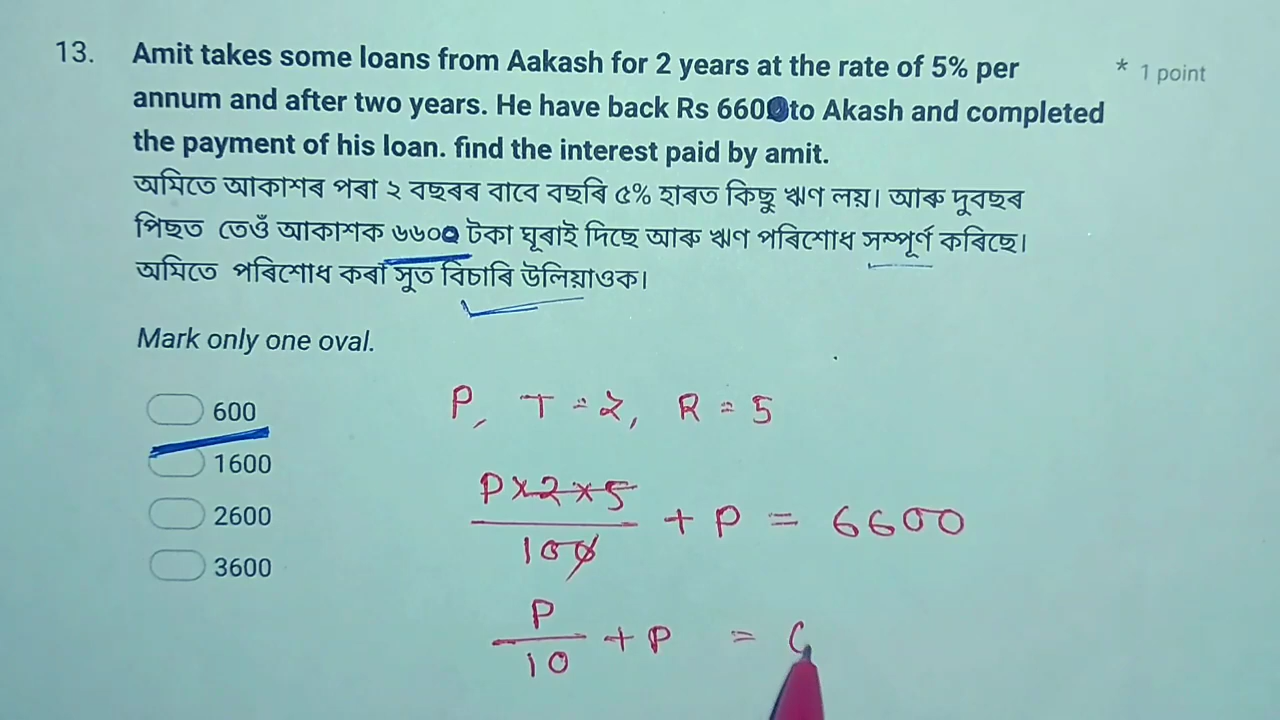 13. Amit takes some loans from Aakash for 2 years at the rate of 5% per * 1 point
annum and after two years. He have back Rs 6600 to Akash and completed
the payment of his loan. find the interest paid by amit.
অমিতে আকাশৰ পৰা ২ বছৰৰ বাবে বছৰি ৫% হাৰত কিছু ঋণ লয়। আৰু দুবছৰ
পিছত তেওঁ আকাশক ৬৬০০ টকা ঘূৰাই দিছে আৰু ঋণ পৰিশোধ সম্পূৰ্ণ কৰিছে।
অমিতে পৰিশোধ কৰা সুত বিচাৰি উলিয়াওক।
Mark only one oval.
600
1600
2600
3600
P, T = 2, R = 5
P×2×5
100
+ P = 6600
P
10
+ P =